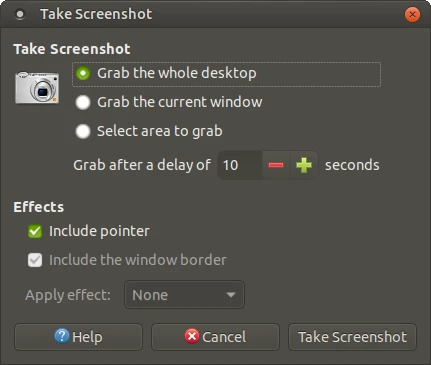 Take Screenshot
Take Screenshot
Grab the whole desktop
Grab the current window
Select area to grab
Grab after a delay of 10 seconds
Effects
Include pointer
Include the window border
Apply effect: None
Help Cancel Take Screenshot